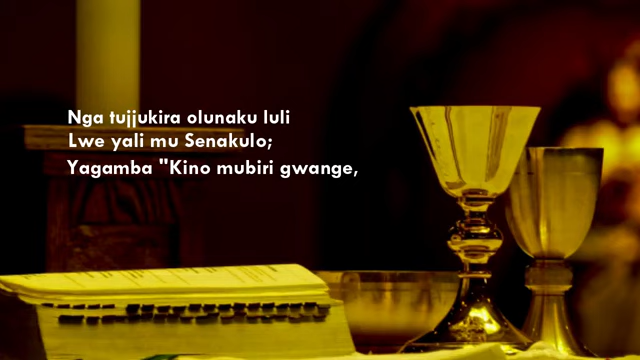 Nga tujjukira olunaku luli
Lwe yali mu Senakulo;
Yagamba "Kino mubiri gwange,